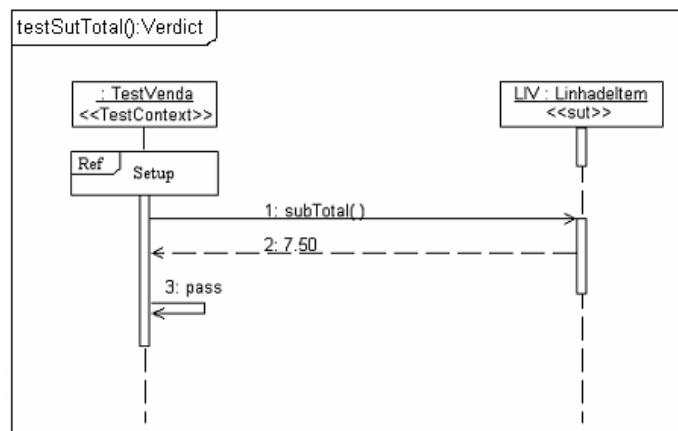 testSutTotal():Verdict
: TestVenda
<<TestContext>>
LIV : LinhadeItem
<<sut>>
Ref
Setup
1: subTotal( )
2: 7.50
3: pass